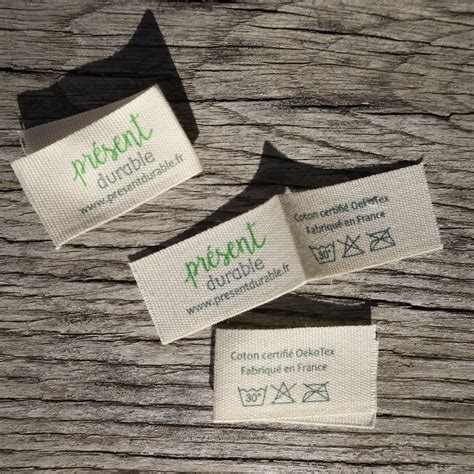 présent
durable
www.presentdurable.fr
présent
durable
www.presentdurable.fr
Coton certifié OekoTex
Fabriqué en France
30°
Coton certifié OekoTex
Fabriqué en France
30°